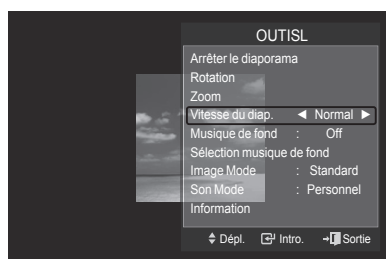 OUTISL
Arrêter le diaporama
Rotation
Zoom
Vitesse du diap. ◄ Normal ►
Musique de fond : Off
Sélection musique de fond
Image Mode : Standard
Son Mode : Personnel
Information
Dépl. Intro. Sortie